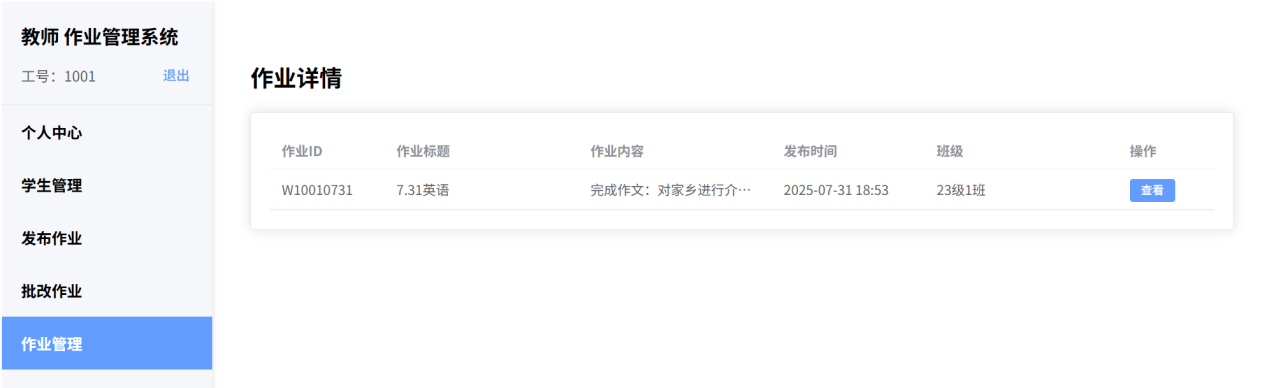 教师 作业管理系统
工号：1001 退出
个人中心
学生管理
发布作业
批改作业
作业管理
作业详情
作业ID 作业标题 作业内容 发布时间 班级 操作
W10010731 7.31英语 完成作文：对家乡进行介… 2025-07-31 18:53 23级1班 查看